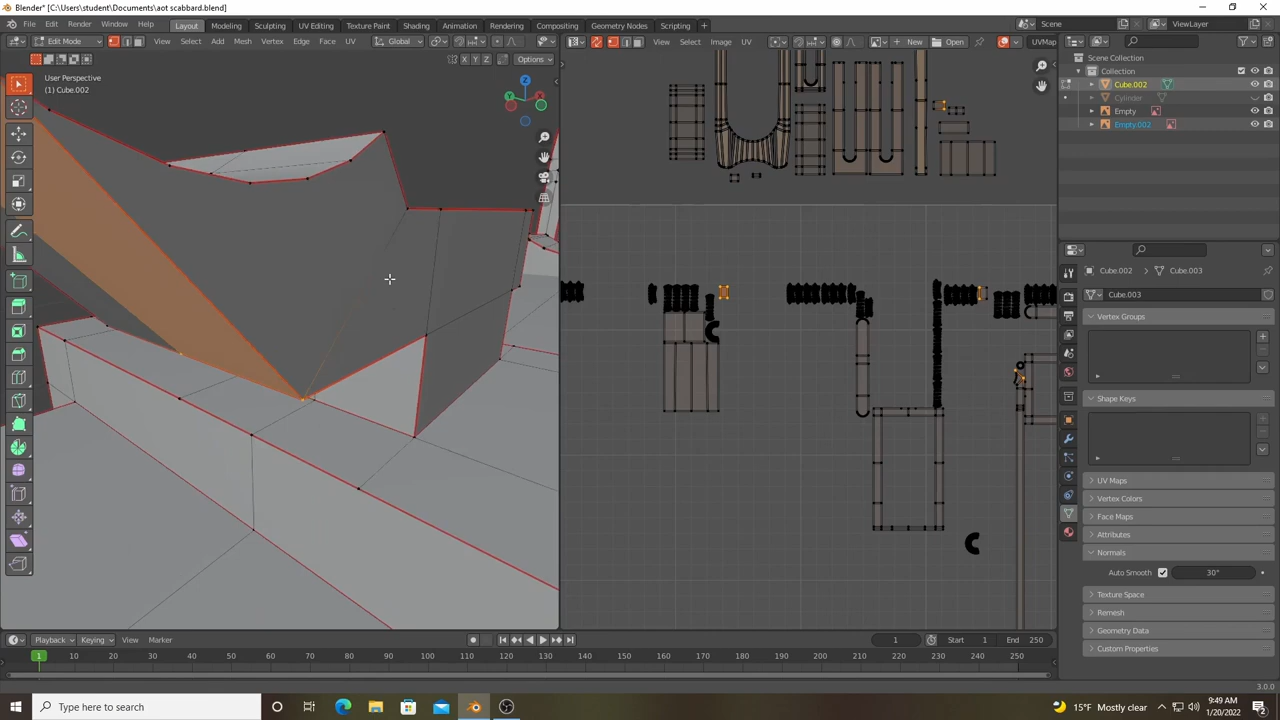 Blender* [C:\Users\student\Documents\aot scabbard.blend]
File Edit Render Window Help Layout Modeling Sculpting UV Editing Texture Paint Shading Animation Rendering Compositing Geometry Nodes Scripting Scene ViewLayer
Edit Mode View Select Add Mesh Vertex Edge Face UV Global View Select Image UV New Open UVMap
X Y Z Options
User Perspective
(1) Cube.002
Z
Y
X
Scene Collection
Collection
Cube.002
Cylinder
Empty
Empty.002
Cube.002 Cube.003
Cube.003
Vertex Groups
Shape Keys
UV Maps
Vertex Colors
Face Maps
Attributes
Normals
Auto Smooth 30°
Texture Space
Remesh
Geometry Data
Custom Properties
Playback Keying View Marker 1 Start 1 End 250
1 10 20 30 40 50 60 70 80 90 100 110 120 130 140 150 160 170 180 190 200 210 220 230 240 250
3.0.0
Type here to search 15°F Mostly clear 9:49 AM
1/20/2022 2